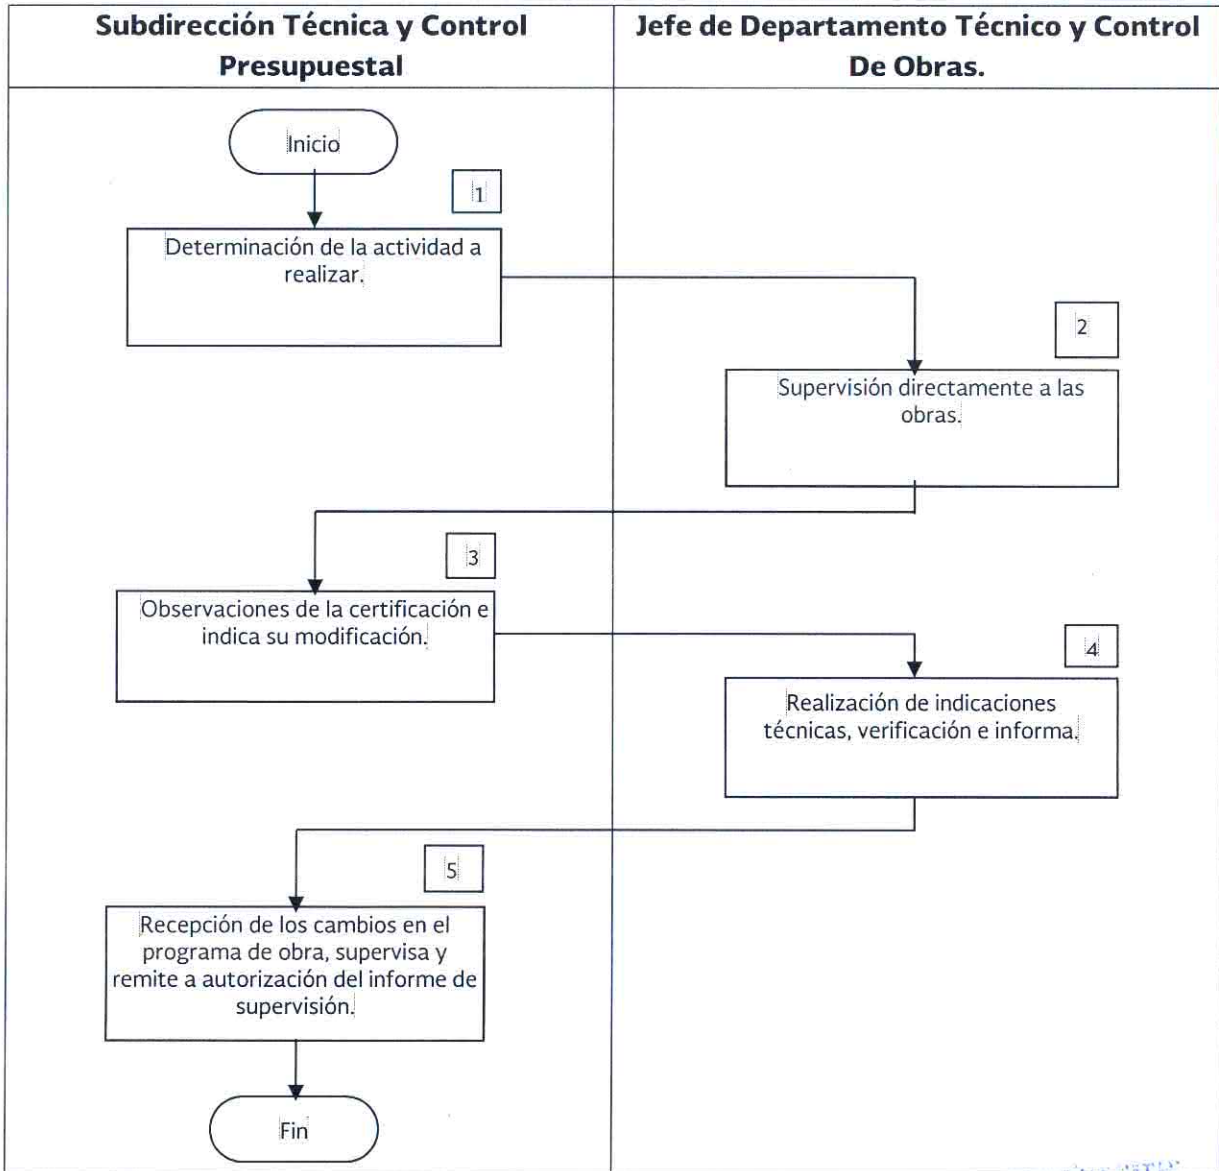 Subdirección Técnica y Control
Presupuestal
Jefe de Departamento Técnico y Control
De Obras.
Inicio
1
Determinación de la actividad a
realizar.
2
Supervisión directamente a las
obras.
3
Observaciones de la certificación e
indica su modificación.
4
Realización de indicaciones
técnicas, verificación e informa.
5
Recepción de los cambios en el
programa de obra, supervisa y
remite a autorización del informe de
supervisión.
Fin